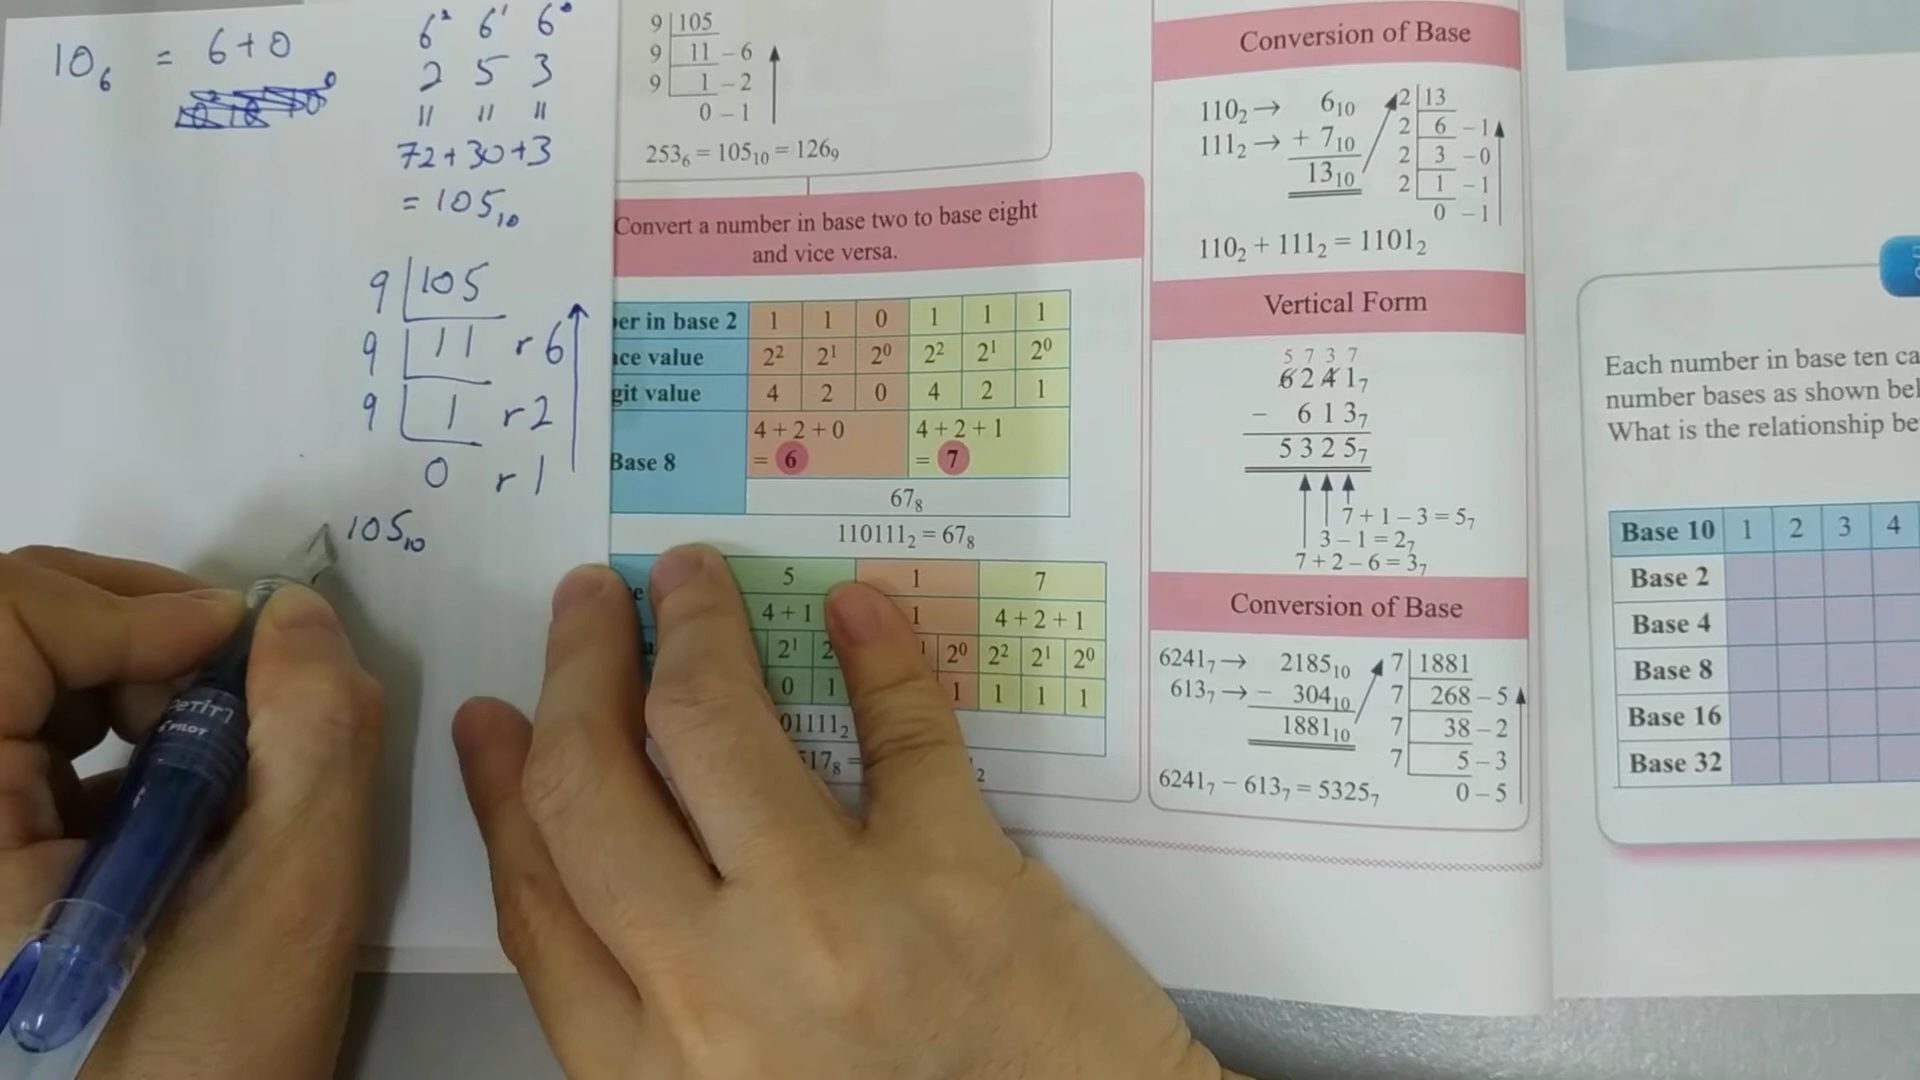 10₆ = 6+0
6² 6¹ 6⁰
2 5 3
॥ ॥ ॥
72+30+3
= 105₁₀
9 105
9 11 r6
9 1 r2
0 r1
105₁₀
9 105
9 11 – 6
9 1 – 2
0 – 1
253₆ = 105₁₀ = 126₉
Convert a number in base two to base eight
and vice versa.
er in base 2 1 1 0 1 1 1
ce value 2² 2¹ 2⁰ 2² 2¹ 2⁰
git value 4 2 0 4 2 1
Base 8 4 + 2 + 0 4 + 2 + 1
= 6 = 7
67₈
110111₂ = 67₈
5 1 7
4 + 1 1 4 + 2 + 1
2¹ 2 2⁰ 2² 2¹ 2⁰
0 1 1 1 1 1
01111₂
517₈ = ₂
Conversion of Base
110₂ → 6₁₀
111₂ → + 7₁₀
13₁₀
2 13
2 6 – 1
2 3 – 0
2 1 – 1
0 – 1
110₂ + 111₂ = 1101₂
Vertical Form
5 7 3 7
6 2 4 1₇
– 6 1 3₇
5 3 2 5₇
7 + 1 – 3 = 5₇
3 – 1 = 2₇
7 + 2 – 6 = 3₇
Conversion of Base
6241₇ → 2185₁₀
613₇ → – 304₁₀
1881₁₀
7 1881
7 268 – 5
7 38 – 2
7 5 – 3
0 – 5
6241₇ – 613₇ = 5325₇
Each number in base ten ca
number bases as shown bel
What is the relationship be
Base 10 1 2 3 4
Base 2
Base 4
Base 8
Base 16
Base 32
PILOT